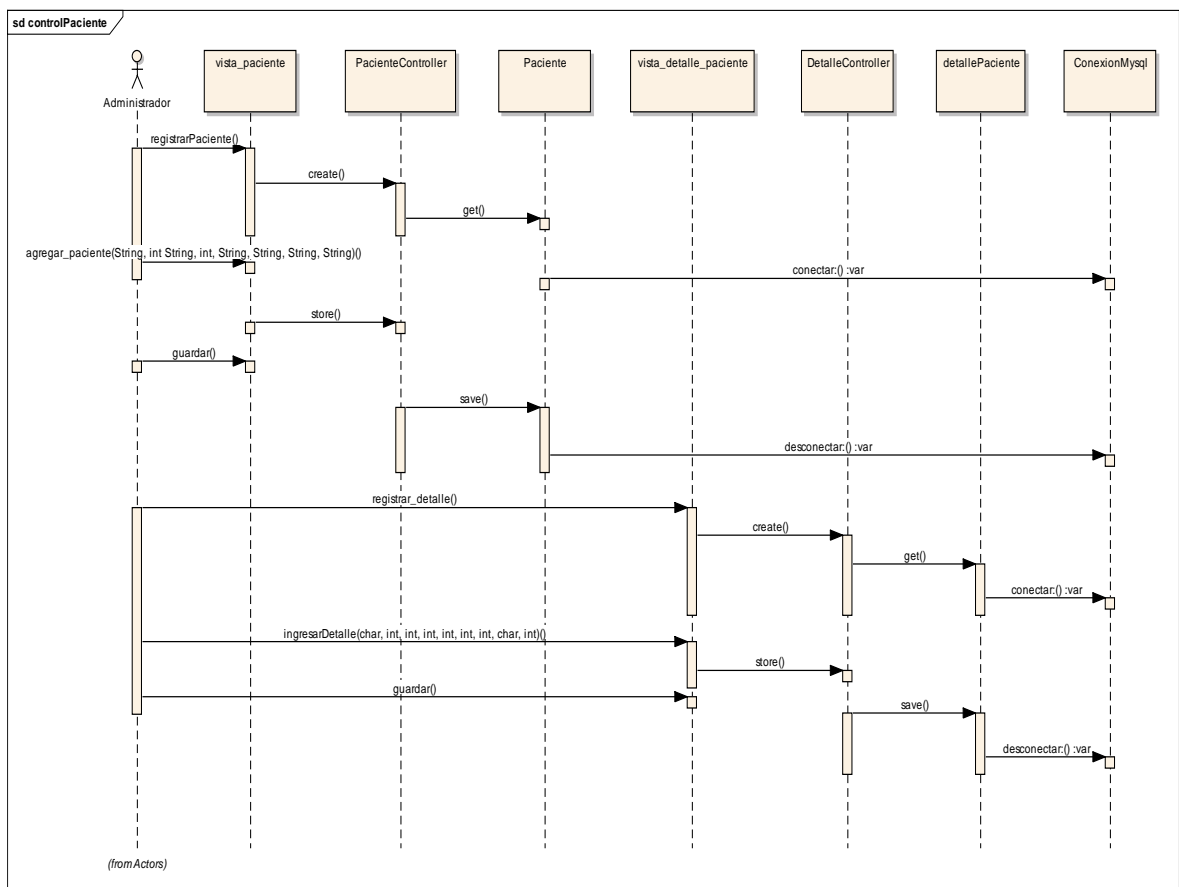 sd controlPaciente
Administrador
vista_paciente
PacienteController
Paciente
vista_detalle_paciente
DetalleController
detallePaciente
ConexionMysql
registrarPaciente()
create()
get()
agregar_paciente(String, int String, int, String, String, String, String)()
conectar:() :var
store()
guardar()
save()
desconectar:() :var
registrar_detalle()
create()
get()
conectar:() :var
ingresarDetalle(char, int, int, int, int, int, int, char, int)()
store()
guardar()
save()
desconectar:() :var
(from Actors)